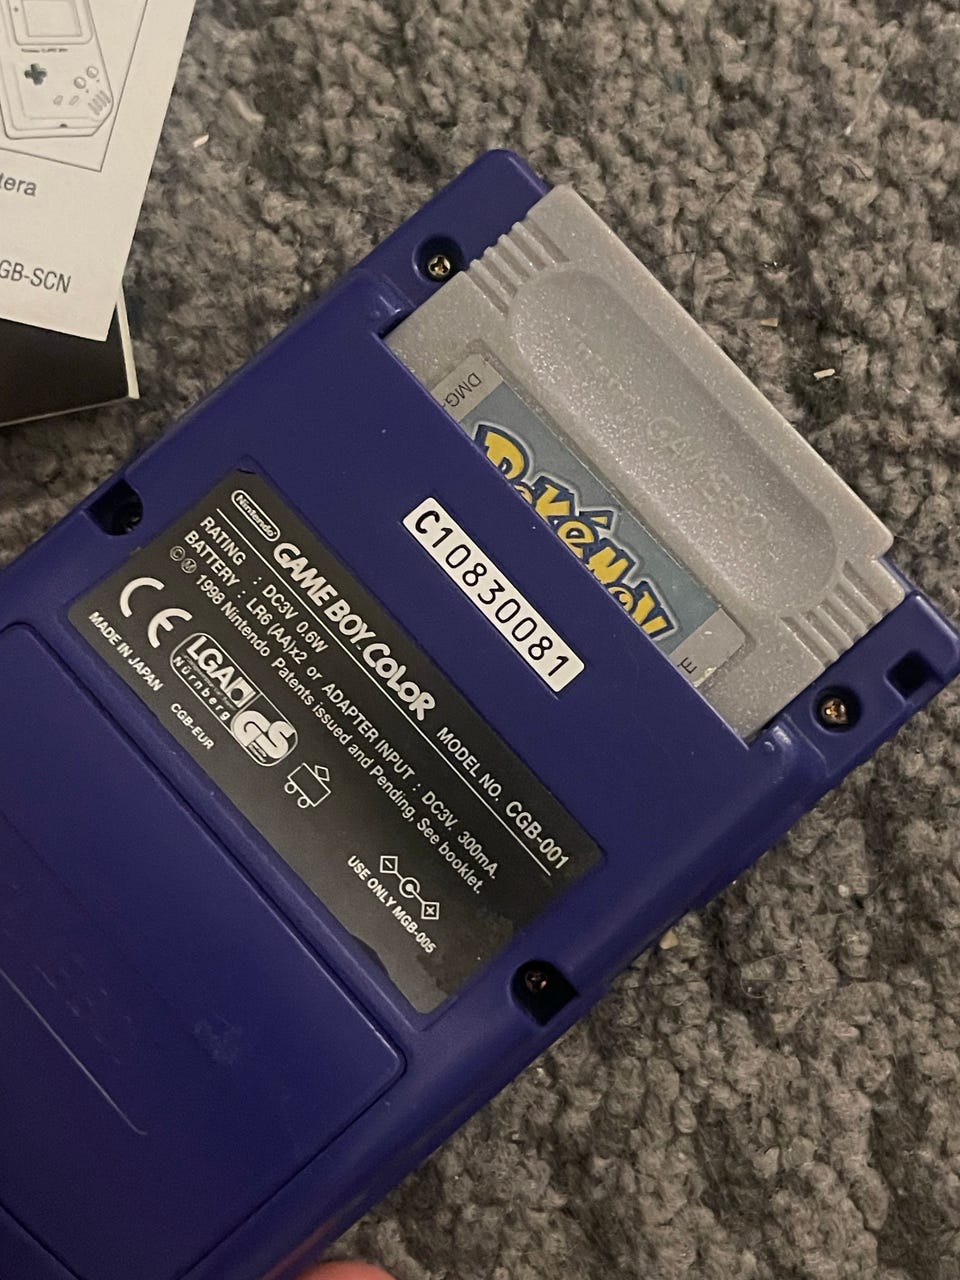 tera
GB-SCN
DMG-
Pokémon
GAME BOY
C10830081
Nintendo GAME BOY COLOR MODEL NO. CGB-001
RATING : DC3V 0.6W
BATTERY : LR6 (AA)x2 or ADAPTER INPUT : DC3V. 300mA.
©Ⓜ 1998 Nintendo Patents issued and Pending, See booklet.
CE
LGA
Nürnberg
GS
MADE IN JAPAN
CGB-EUR
USE ONLY MGB-005